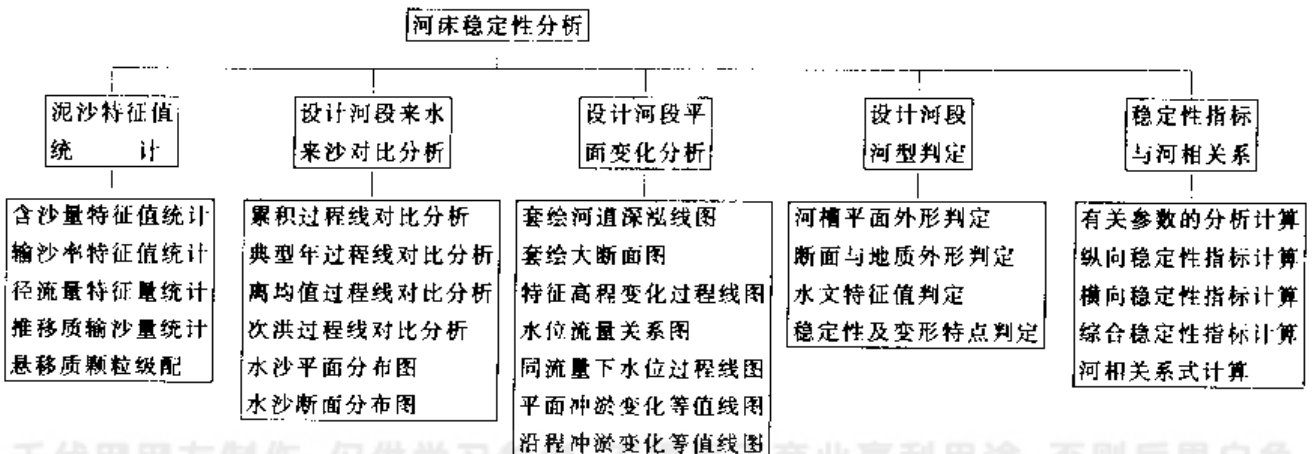 河床稳定性分析
泥沙特征值
统 计
设计河段来水
来沙对比分析
设计河段平
面变化分析
设计河段
河型判定
稳定性指标
与河相关系
含沙量特征值统计
输沙率特征值统计
径流量特征量统计
推移质输沙量统计
悬移质颗粒级配
累积过程线对比分析
典型年过程线对比分析
离均值过程线对比分析
次洪过程线对比分析
水沙平面分布图
水沙断面分布图
套绘河道深泓线图
套绘大断面图
特征高程变化过程线图
水位流量关系图
同流量下水位过程线图
平面冲淤变化等值线图
沿程冲淤变化等值线图
河槽平面外形判定
断面与地质外形判定
水文特征值判定
稳定性及变形特点判定
有关参数的分析计算
纵向稳定性指标计算
横向稳定性指标计算
综合稳定性指标计算
河相关系式计算